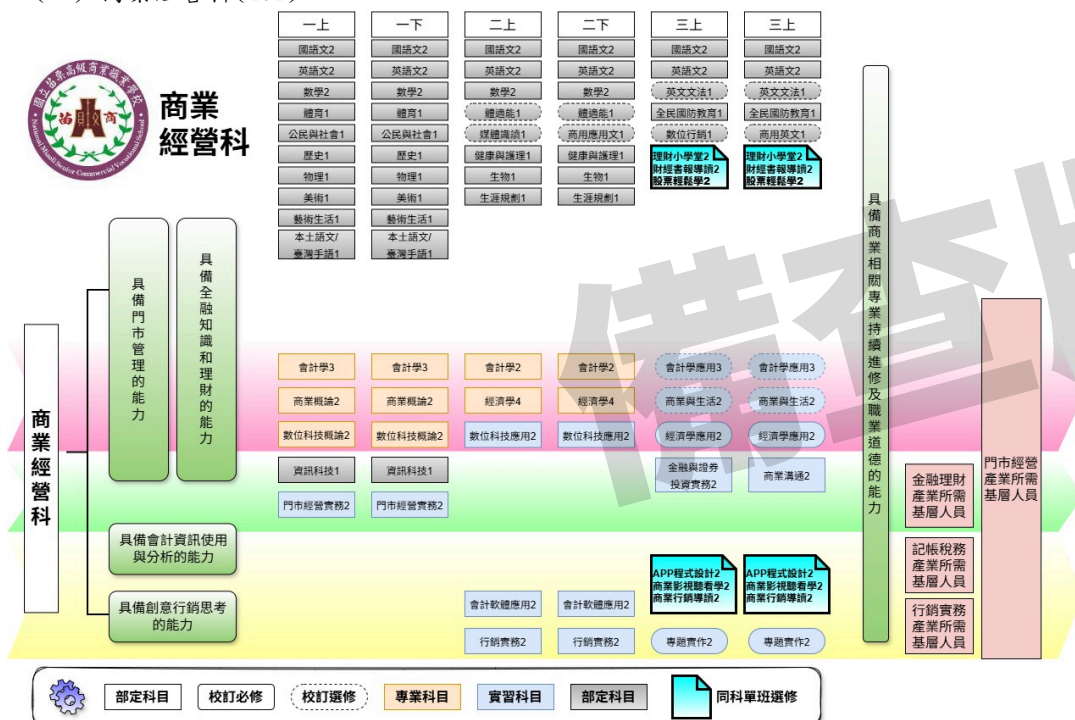 商業
經營科
國立苗栗高級商業職業學校
National Miaoli Senior Commercial Vocational School
苗 商
一上 一下 二上 二下 三上 三上
國語文2 國語文2 國語文2 國語文2 國語文2 國語文2
英語文2 英語文2 英語文2 英語文2 英語文2 英語文2
數學2 數學2 數學2 數學2 英文文法1 英文文法1
體育1 體育1 體適能1 體適能1 全民國防教育1 全民國防教育1
公民與社會1 公民與社會1 媒體識讀1 商用應用文1 數位行銷1 商用英文1
歷史1 歷史1 健康與護理1 健康與護理1
理財小學堂2 理財小學堂2
財經書報導讀2 財經書報導讀2
股票輕鬆學2 股票輕鬆學2
物理1 物理1 生物1 生物1
美術1 美術1 生涯規劃1 生涯規劃1
藝術生活1 藝術生活1
本土語文/ 本土語文/
臺灣手語1 臺灣手語1
商業經營科
具備門市管理的能力
具備全融知識和理財的能力
具備會計資訊使用
與分析的能力
具備創意行銷思考
的能力
會計學3 會計學3 會計學2 會計學2 會計學應用3 會計學應用3
商業概論2 商業概論2 經濟學4 經濟學4 商業與生活2 商業與生活2
數位科技概論2 數位科技概論2 數位科技應用2 數位科技應用2 經濟學應用2 經濟學應用2
資訊科技1 資訊科技1
金融與證券
投資實務2
商業溝通2
門市經營實務2 門市經營實務2
APP程式設計2 APP程式設計2
商業影視聽看學2 商業影視聽看學2
商業行銷導讀2 商業行銷導讀2
會計軟體應用2 會計軟體應用2
行銷實務2 行銷實務2 專題實作2 專題實作2
具備商業相關專業持續進修及職業道德的能力
金融理財
產業所需
基層人員
記帳稅務
產業所需
基層人員
行銷實務
產業所需
基層人員
門市經營
產業所需
基層人員
備查版
部定科目 校訂必修 校訂選修 專業科目 實習科目 部定科目 同科單班選修